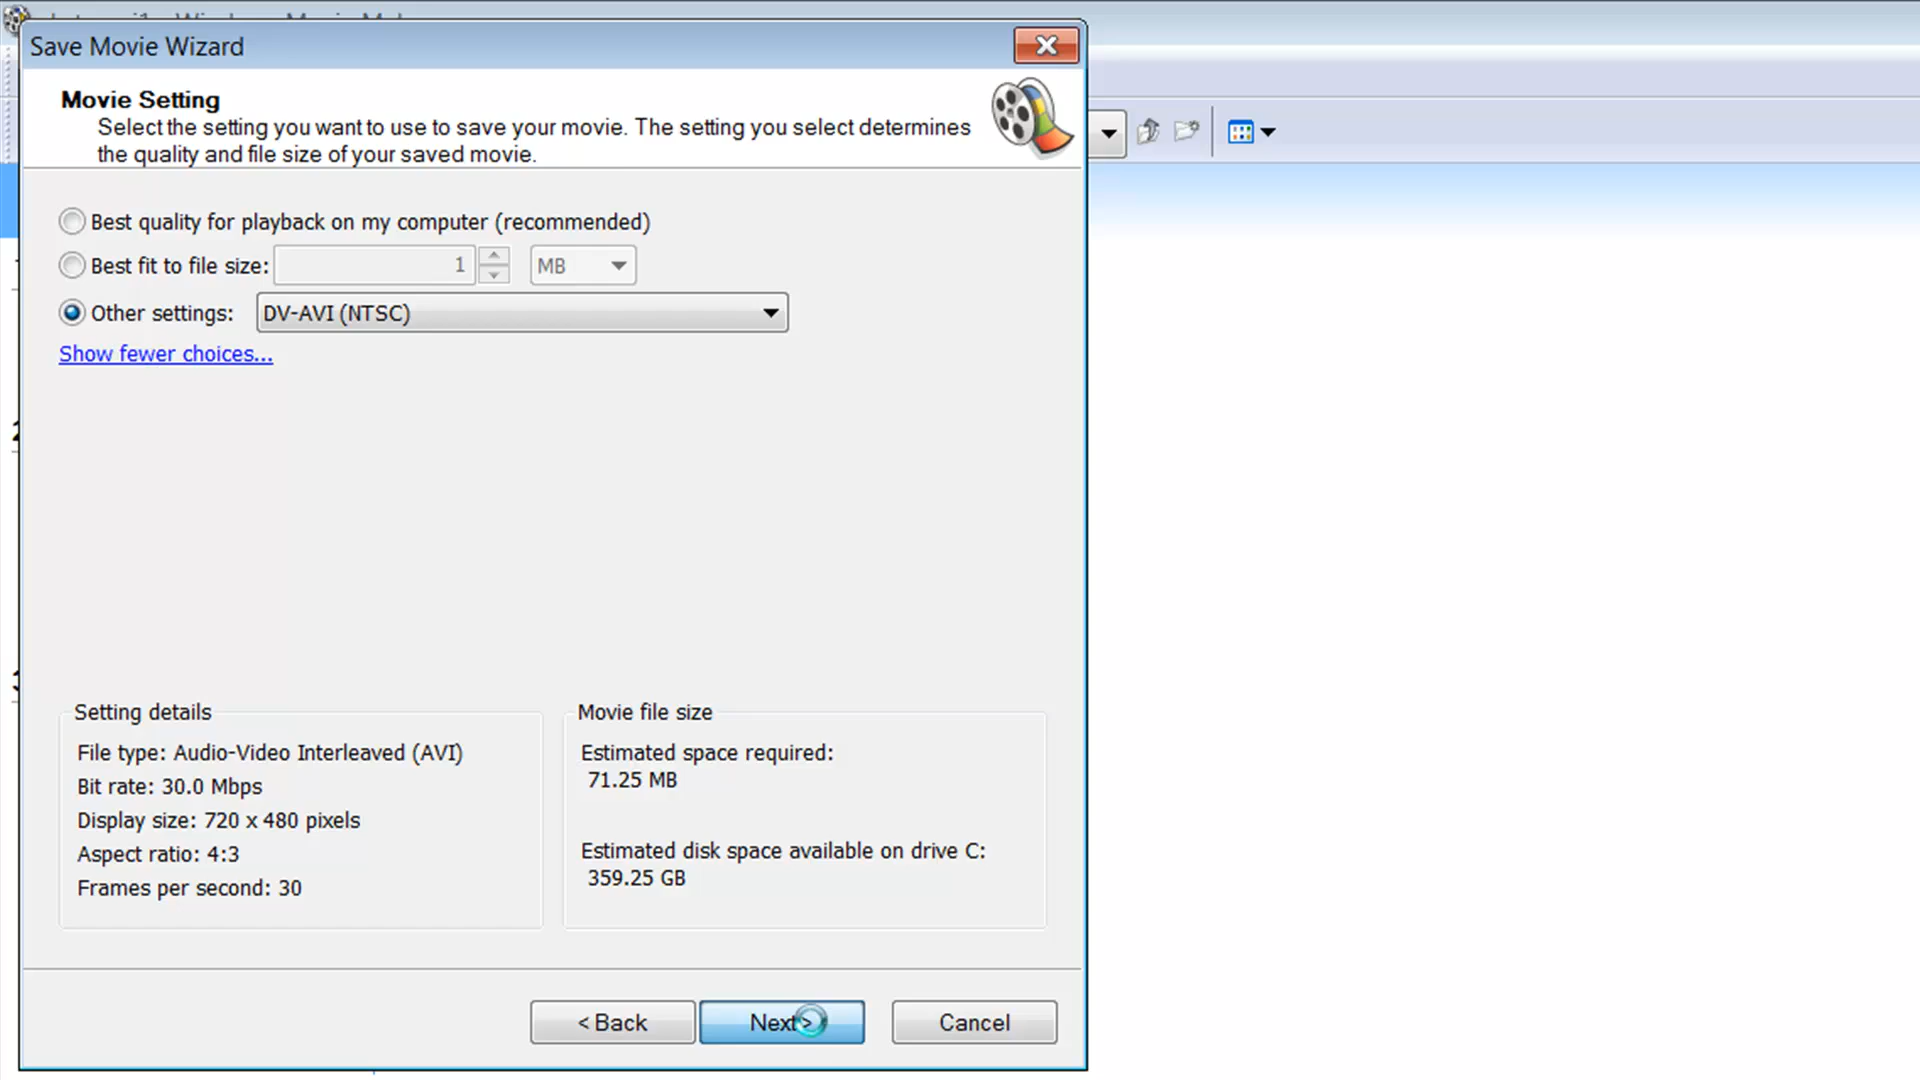 Save Movie Wizard
Movie Setting
Select the setting you want to use to save your movie. The setting you select determines
the quality and file size of your saved movie.
Best quality for playback on my computer (recommended)
Best fit to file size: 1 MB
Other settings: DV-AVI (NTSC)
Show fewer choices...
Setting details
File type: Audio-Video Interleaved (AVI)
Bit rate: 30.0 Mbps
Display size: 720 x 480 pixels
Aspect ratio: 4:3
Frames per second: 30
Movie file size
Estimated space required:
71.25 MB
Estimated disk space available on drive C:
359.25 GB
< Back
Next >
Cancel